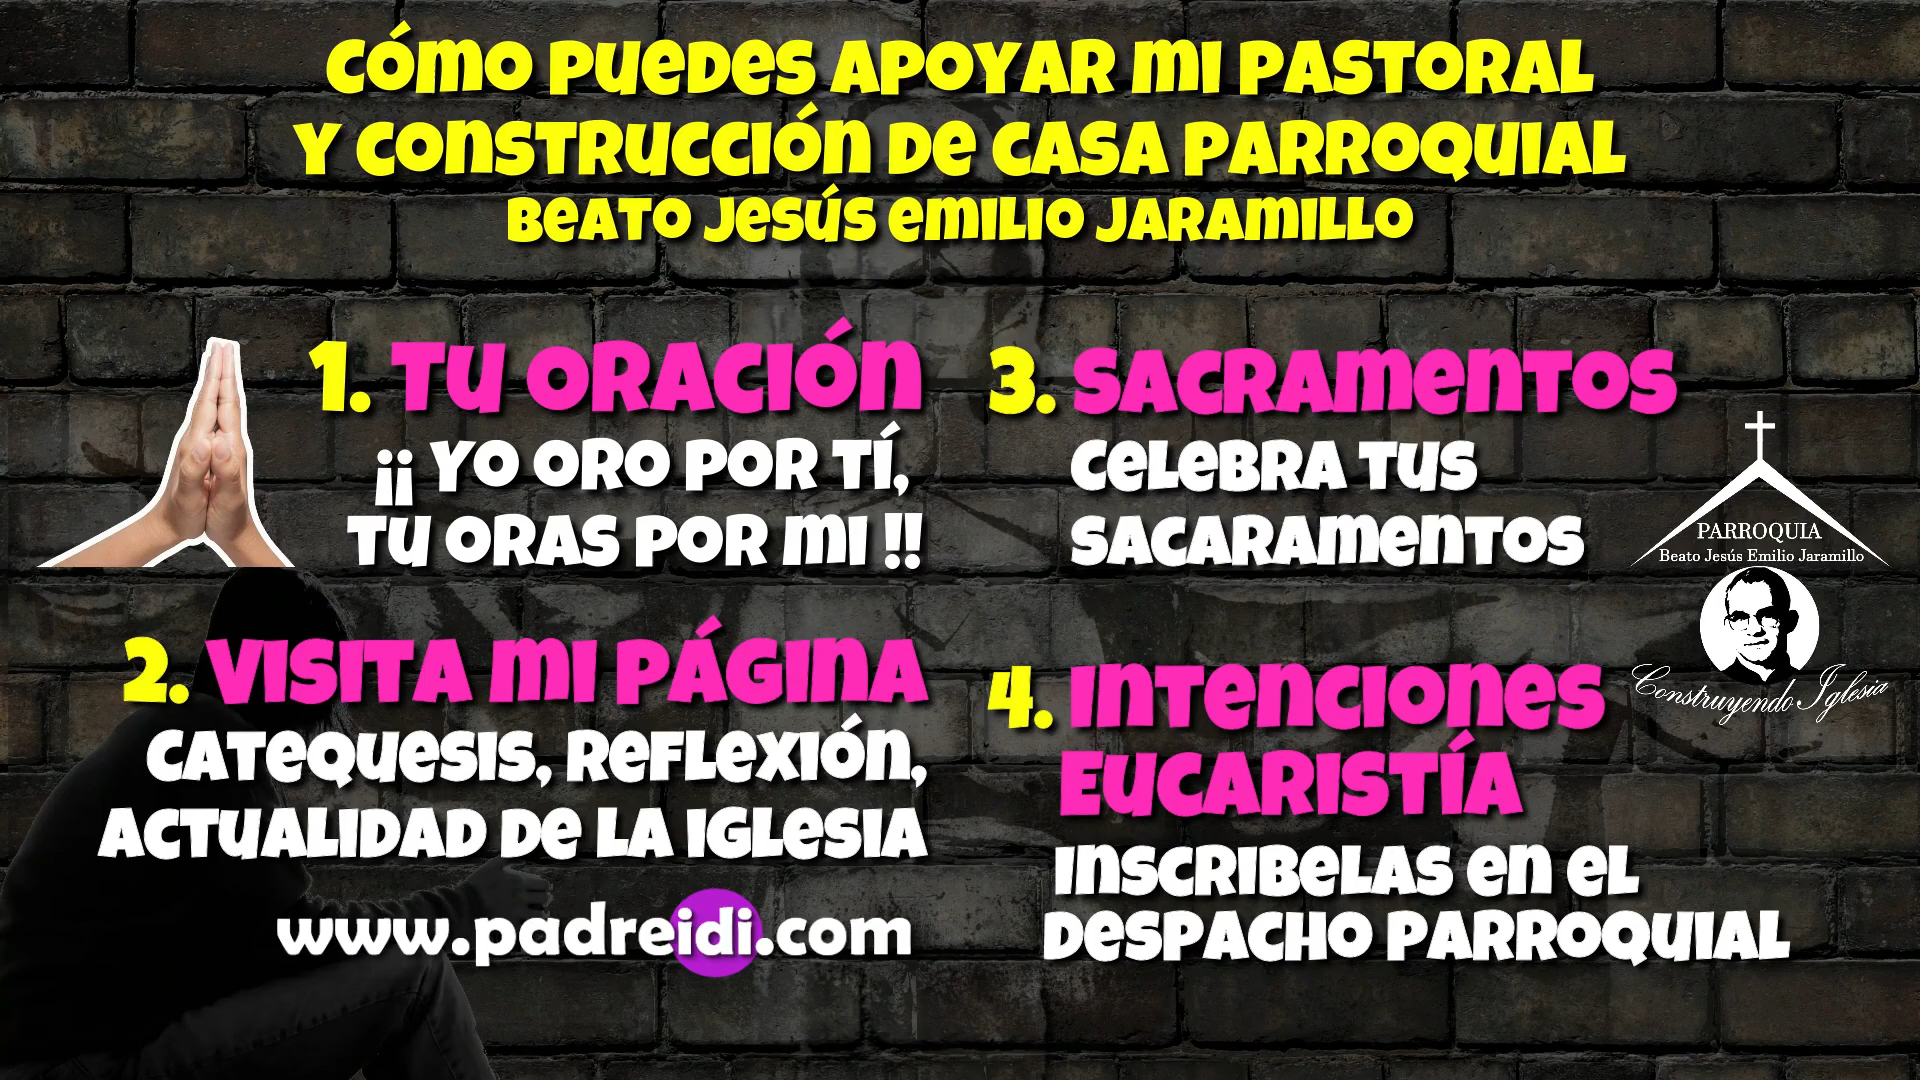 CÓMO PUEDES APOYAR MI PASTORAL
Y CONSTRUCCIÓN DE CASA PARROQUIAL
BEATO JESÚS EMILIO JARAMILLO
1. TU ORACIÓN
¡¡ YO ORO POR TÍ,
TU ORAS POR MI !!
2. VISITA MI PÁGINA
CATEQUESIS, REFLEXIÓN,
ACTUALIDAD DE LA IGLESIA
www.padreidi.com
3. SACRAMENTOS
CELEBRA TUS
SACARAMENTOS
4. INTENCIONES
EUCARISTÍA
INSCRIBELAS EN EL
DESPACHO PARROQUIAL
PARROQUIA
Beato Jesús Emilio Jaramillo
Construyendo Iglesia